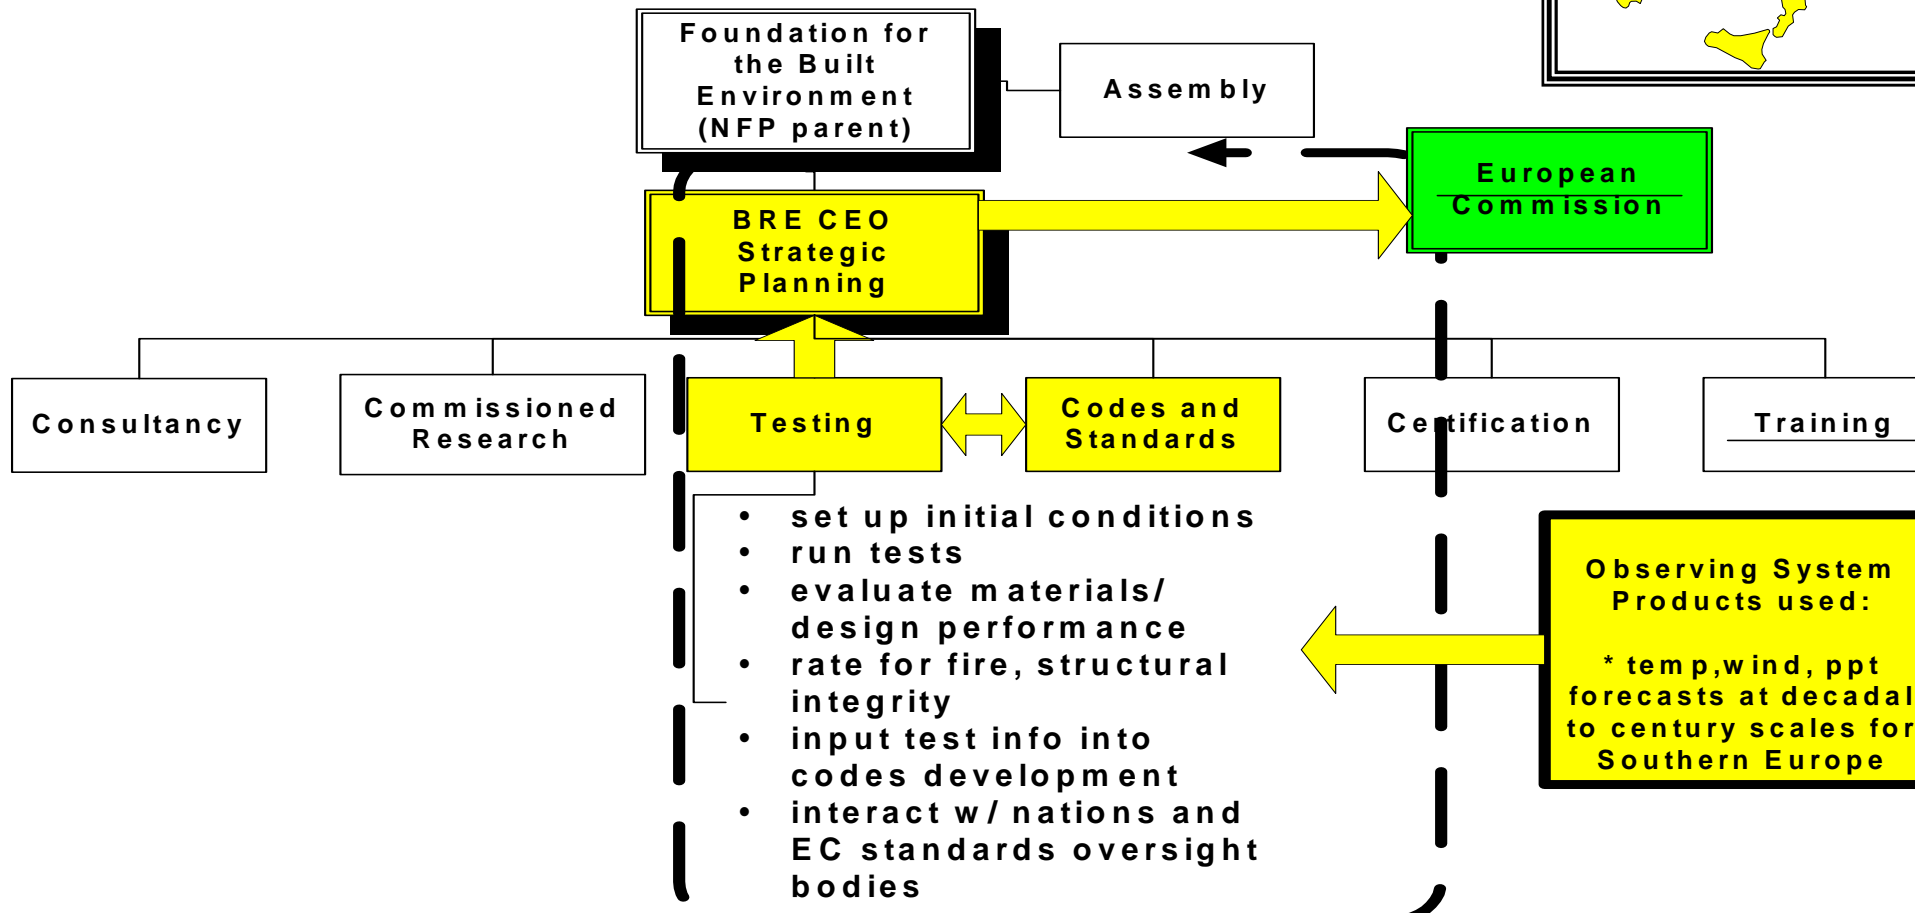 Foundation for
the Built
Environment
(NFP parent)
Assembly
European
Commission
BRE CEO
Strategic
Planning
Consultancy
Commissioned
Research
Testing
Codes and
Standards
Certification
Training
• set up initial conditions
• run tests
• evaluate materials/
design performance
• rate for fire, structural
integrity
• input test info into
codes development
• interact w/ nations and
EC standards oversight
bodies
Observing System
Products used:
* temp,wind, ppt
forecasts at decadal
to century scales for
Southern Europe